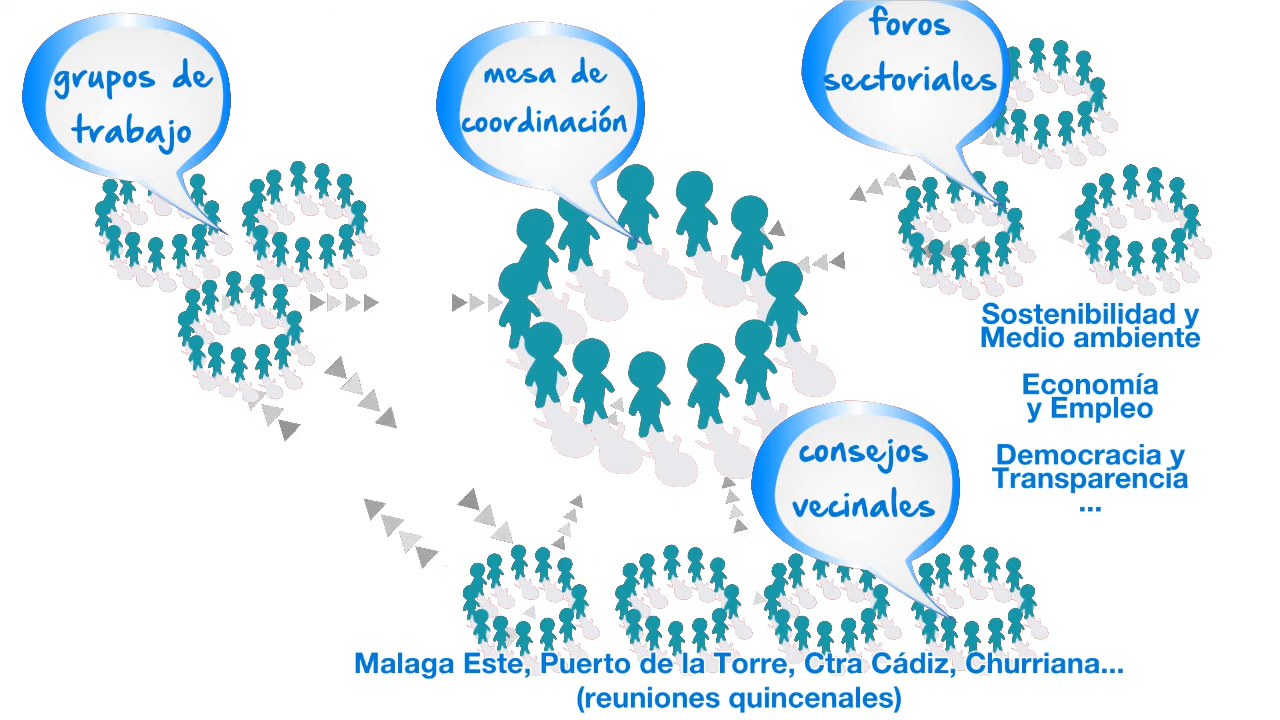 grupos de
trabajo
mesa de
coordinación
foros
sectoriales
Sostenibilidad y
Medio ambiente
Economía
y Empleo
Democracia y
Transparencia
...
consejos
vecinales
Malaga Este, Puerto de la Torre, Ctra Cádiz, Churriana...
(reuniones quincenales)